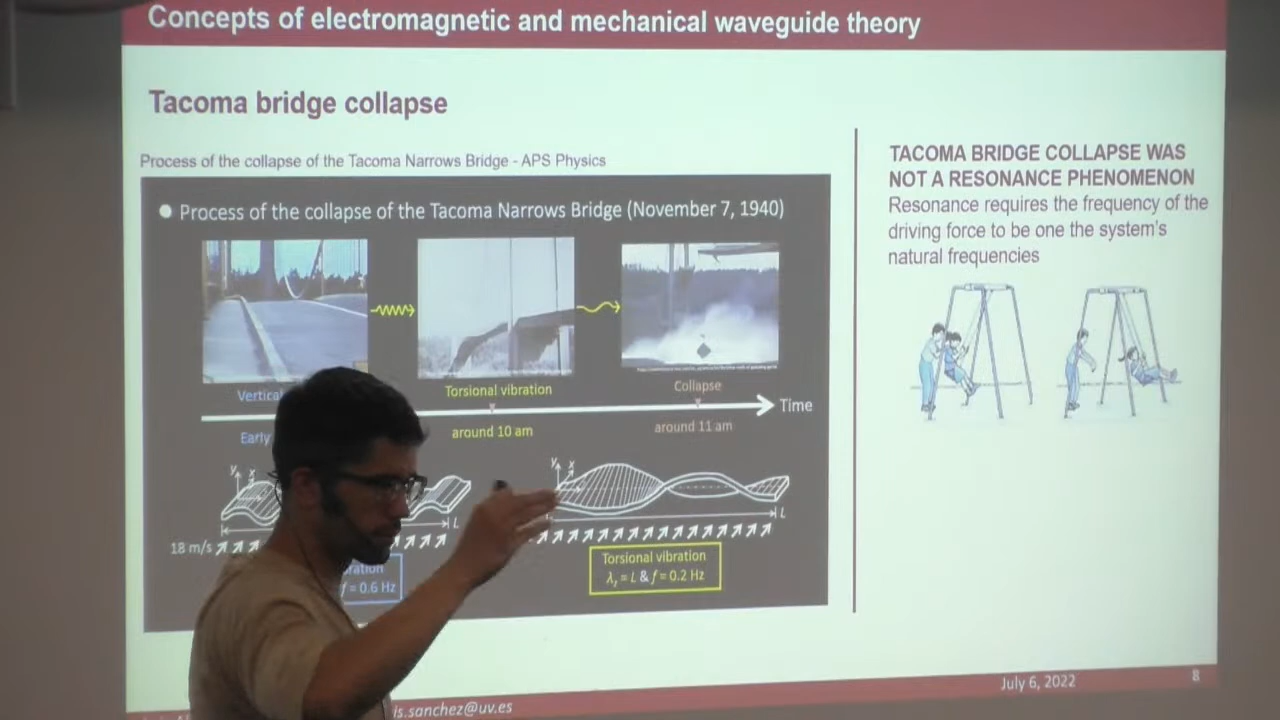 Concepts of electromagnetic and mechanical waveguide theory
Tacoma bridge collapse
Process of the collapse of the Tacoma Narrows Bridge - APS Physics
● Process of the collapse of the Tacoma Narrows Bridge (November 7, 1940)
Torsional vibration
Collapse
Time
Early
around 10 am
around 11 am
y x
L
y x
L
18 m/s
f = 0.6 Hz
Torsional vibration
λₜ = L & f = 0.2 Hz
TACOMA BRIDGE COLLAPSE WAS
NOT A RESONANCE PHENOMENON
Resonance requires the frequency of the
driving force to be one the system's
natural frequencies
is.sanchez@uv.es
July 6, 2022
8